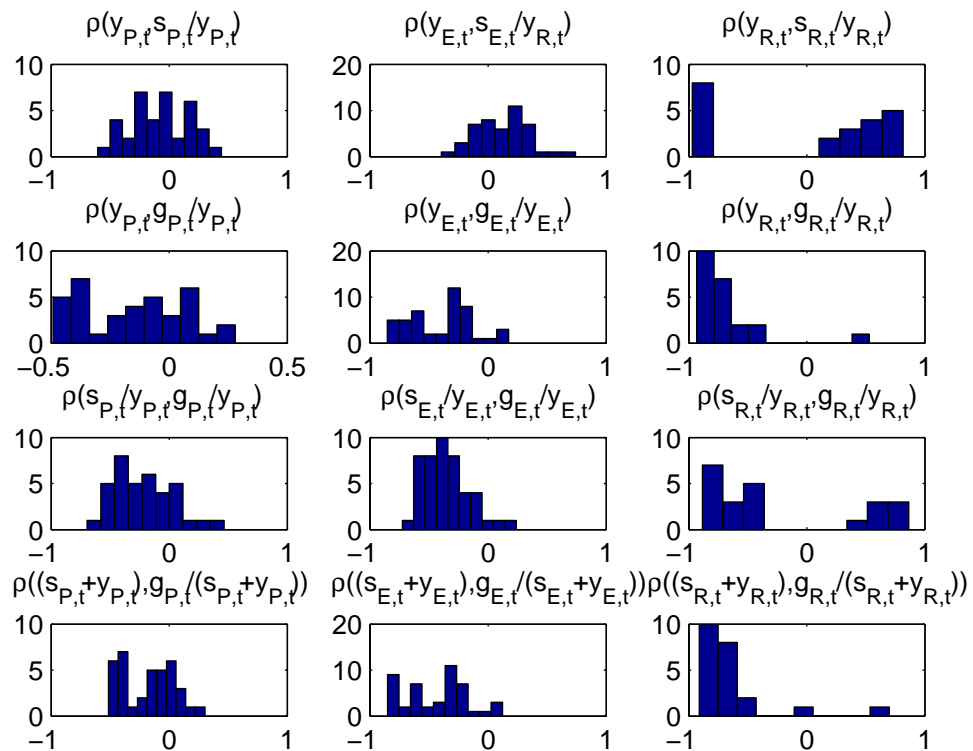 ρ(y_{P,t},s_{P,t}/y_{P,t}) ρ(y_{E,t},s_{E,t}/y_{R,t}) ρ(y_{R,t},s_{R,t}/y_{R,t})
10 20 10
5 10 5
0 0 0
−1 0 1 −1 0 1 −1 0 1
ρ(y_{P,t},g_{P,t}/y_{P,t}) ρ(y_{E,t},g_{E,t}/y_{E,t}) ρ(y_{R,t},g_{R,t}/y_{R,t})
10 20 10
5 10 5
0 0 0
−0.5 0 0.5 −1 0 1 −1 0 1
ρ(s_{P,t}/y_{P,t},g_{P,t}/y_{P,t}) ρ(s_{E,t}/y_{E,t},g_{E,t}/y_{E,t}) ρ(s_{R,t}/y_{R,t},g_{R,t}/y_{R,t})
10 10 10
5 5 5
0 0 0
−1 0 1 −1 0 1 −1 0 1
ρ((s_{P,t}+y_{P,t}),g_{P,t}/(s_{P,t}+y_{P,t})) ρ((s_{E,t}+y_{E,t}),g_{E,t}/(s_{E,t}+y_{E,t})) ρ((s_{R,t}+y_{R,t}),g_{R,t}/(s_{R,t}+y_{R,t}))
10 20 10
5 10 5
0 0 0
−1 0 1 −1 0 1 −1 0 1